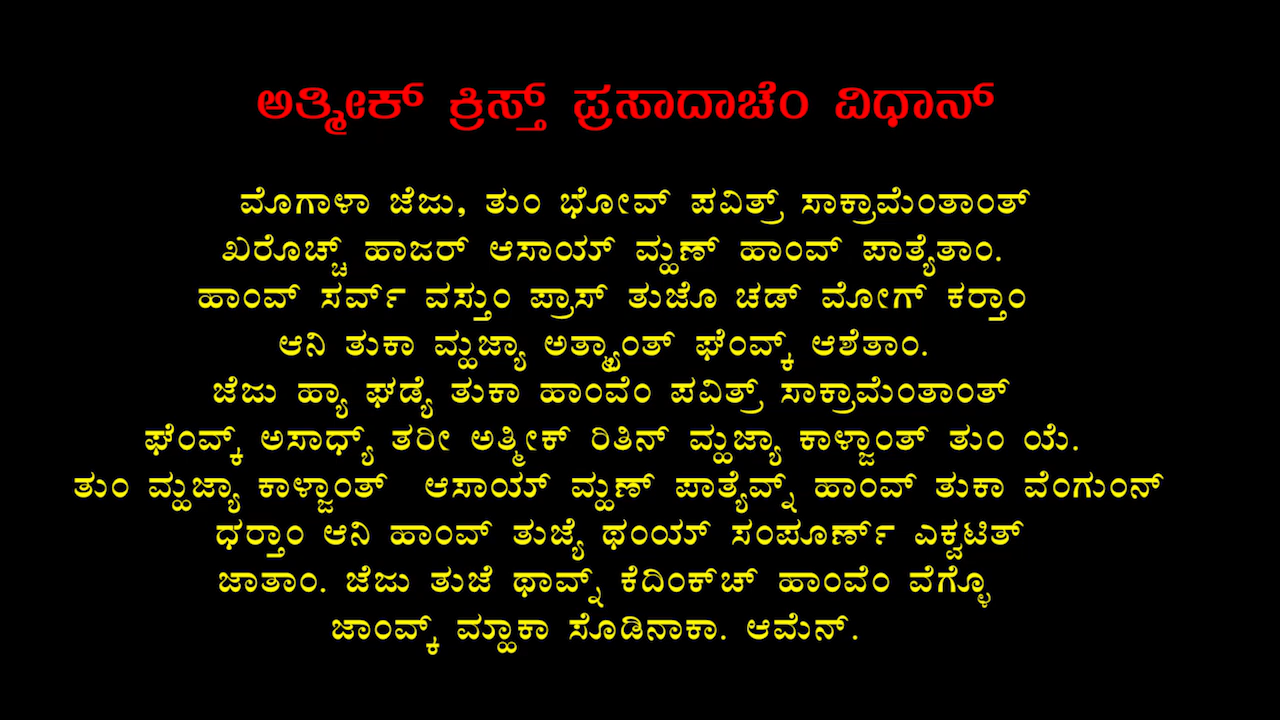 ಅತ್ಮೀಕ್ ಕ್ರಿಸ್ತ್ ಪ್ರಸಾದಾಚೆಂ ವಿಧಾನ್
ಮೊಗಾಳಾ ಜೆಜು, ತುಂ ಭೋವ್ ಪವಿತ್ರ್ ಸಾಕ್ರಾಮೆಂತಾಂತ್
ಖರೊಚ್ಚ್ ಹಾಜರ್ ಆಸಾಯ್ ಮ್ಹಣ್ ಹಾಂವ್ ಪಾತ್ಯೆತಾಂ.
ಹಾಂವ್ ಸರ್ವ್ ವಸ್ತುಂ ಪ್ರಾಸ್ ತುಜೊ ಚಡ್ ಮೋಗ್ ಕರ‍್ತಾಂ
ಆನಿ ತುಕಾ ಮ್ಹಜ್ಯಾ ಅತ್ಮ್ಯಾಂತ್ ಘೆಂವ್ಕ್ ಆಶೆತಾಂ.
ಜೆಜು ಹ್ಯಾ ಘಡ್ಯೆ ತುಕಾ ಹಾಂವೆಂ ಪವಿತ್ರ್ ಸಾಕ್ರಾಮೆಂತಾಂತ್
ಘೆಂವ್ಕ್ ಅಸಾಧ್ಯ್ ತರೀ ಅತ್ಮೀಕ್ ರಿತಿನ್ ಮ್ಹಜ್ಯಾ ಕಾಳ್ಜಾಂತ್ ತುಂ ಯೆ.
ತುಂ ಮ್ಹಜ್ಯಾ ಕಾಳ್ಜಾಂತ್ ಆಸಾಯ್ ಮ್ಹಣ್ ಪಾತ್ಯೆವ್ನ್ ಹಾಂವ್ ತುಕಾ ವೆಂಗುಂನ್
ಧರ‍್ತಾಂ ಆನಿ ಹಾಂವ್ ತುಜ್ಯೆ ಥಂಯ್ ಸಂಪೂರ್ಣ್ ಎಕ್ವಟಿತ್
ಜಾತಾಂ. ಜೆಜು ತುಜೆ ಥಾವ್ನ್ ಕೆದಿಂಕ್‌ಚ್ ಹಾಂವೆಂ ವೆಗ್ಳೊ
ಜಾಂವ್ಕ್ ಮ್ಹಾಕಾ ಸೊಡಿನಾಕಾ. ಆಮೆನ್.